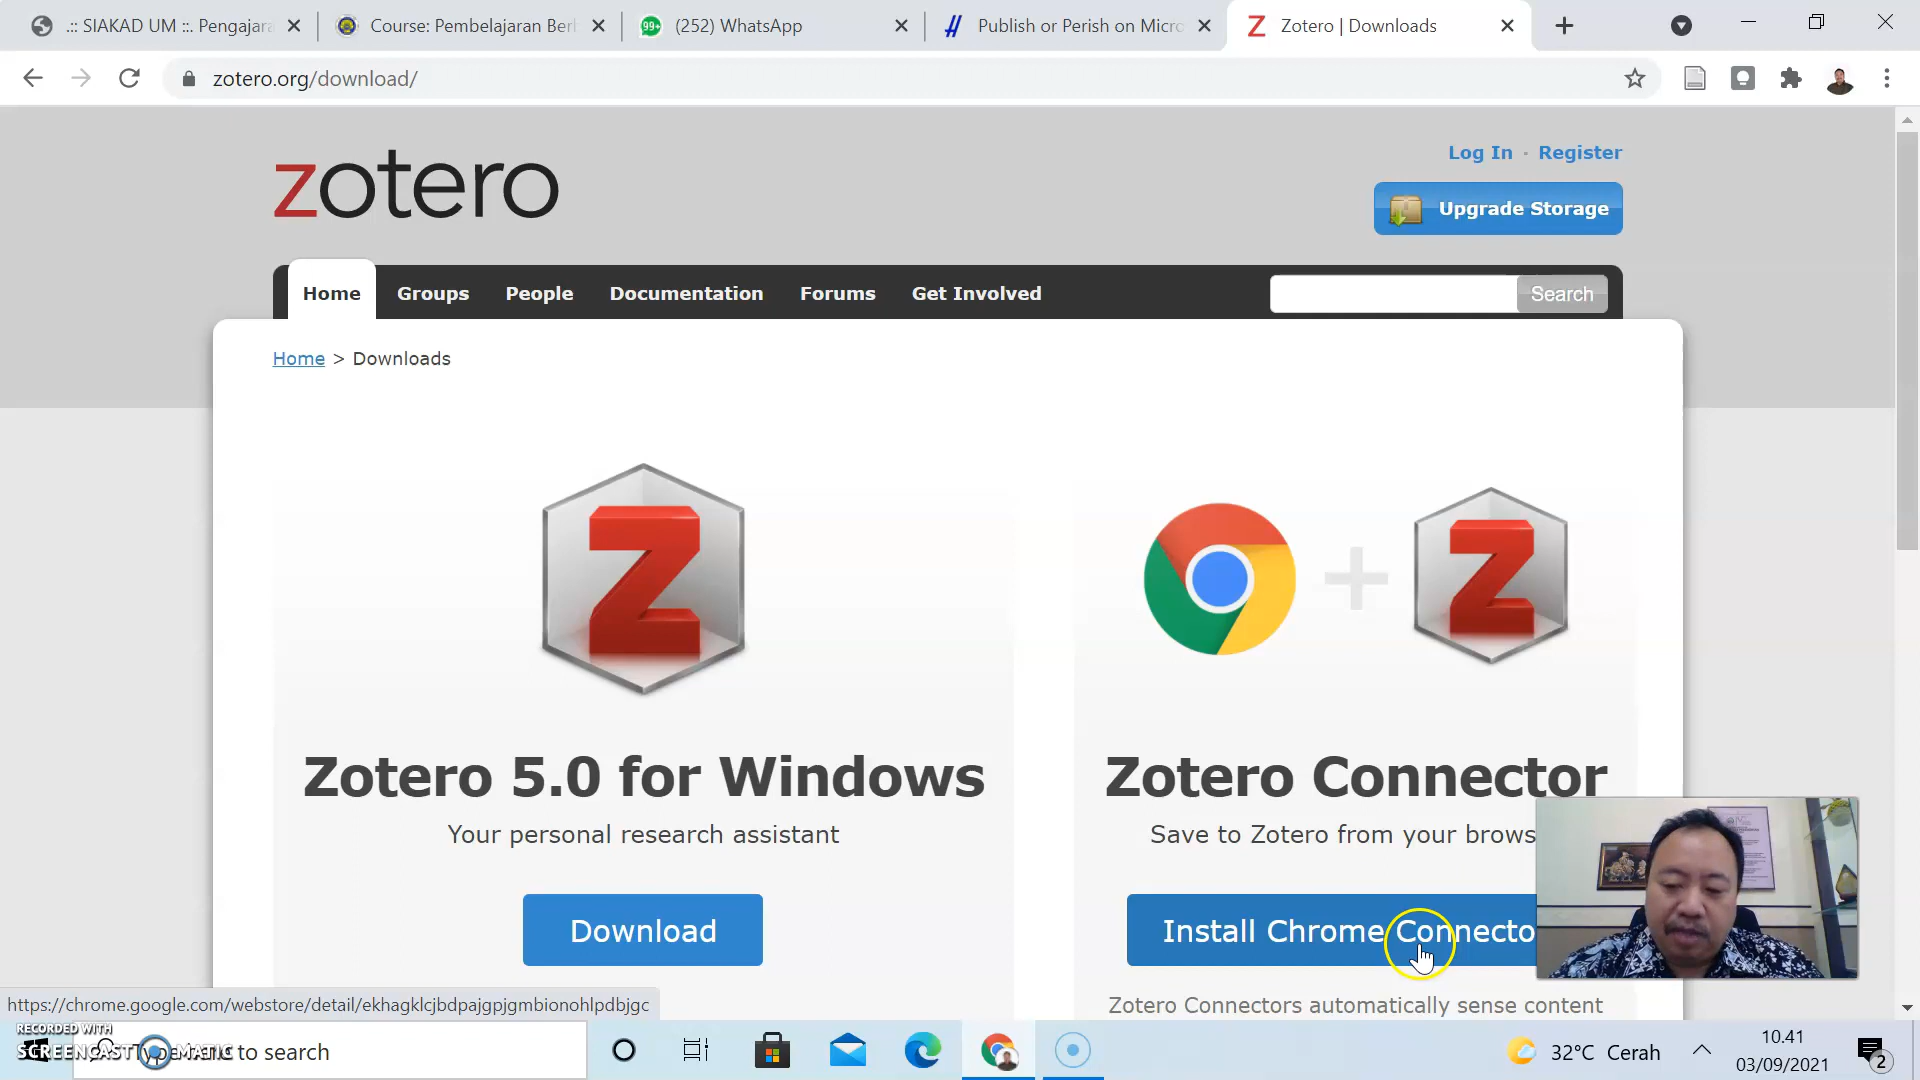 .:: SIAKAD UM ::. Pengajara
Course: Pembelajaran Berl
99+
(252) WhatsApp
Publish or Perish on Micro
Z Zotero | Downloads
zotero.org/download/
zotero
Log In · Register
Upgrade Storage
Home Groups People Documentation Forums Get Involved
Search
Home > Downloads
Zotero 5.0 for Windows
Your personal research assistant
Download
Zotero Connector
Save to Zotero from your brows
Install Chrome Connecto
Zotero Connectors automatically sense content
https://chrome.google.com/webstore/detail/ekhagklcjbdpajgpjgmbionohlpdbjgc
RECORDED WITH
SCREENCAST MATIC
to search
32°C Cerah
10.41
03/09/2021
2